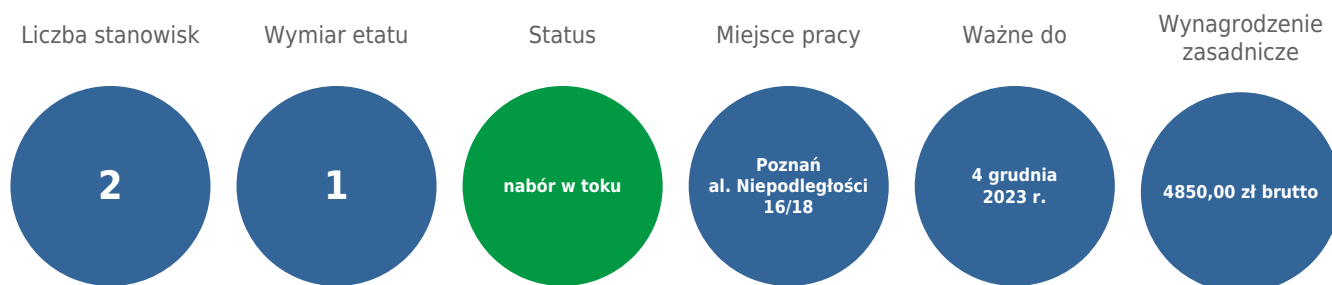 Liczba stanowisk
2
Wymiar etatu
1
Status
nabór w toku
Miejsce pracy
Poznań
al. Niepodległości
16/18
Ważne do
4 grudnia
2023 r.
Wynagrodzenie
zasadnicze
4850,00 zł brutto